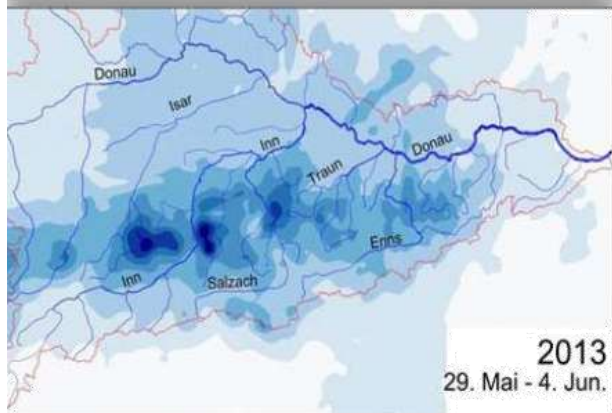 Donau
Isar
Inn
Traun
Donau
Enns
Inn
Salzach
2013
29. Mai - 4. Jun.